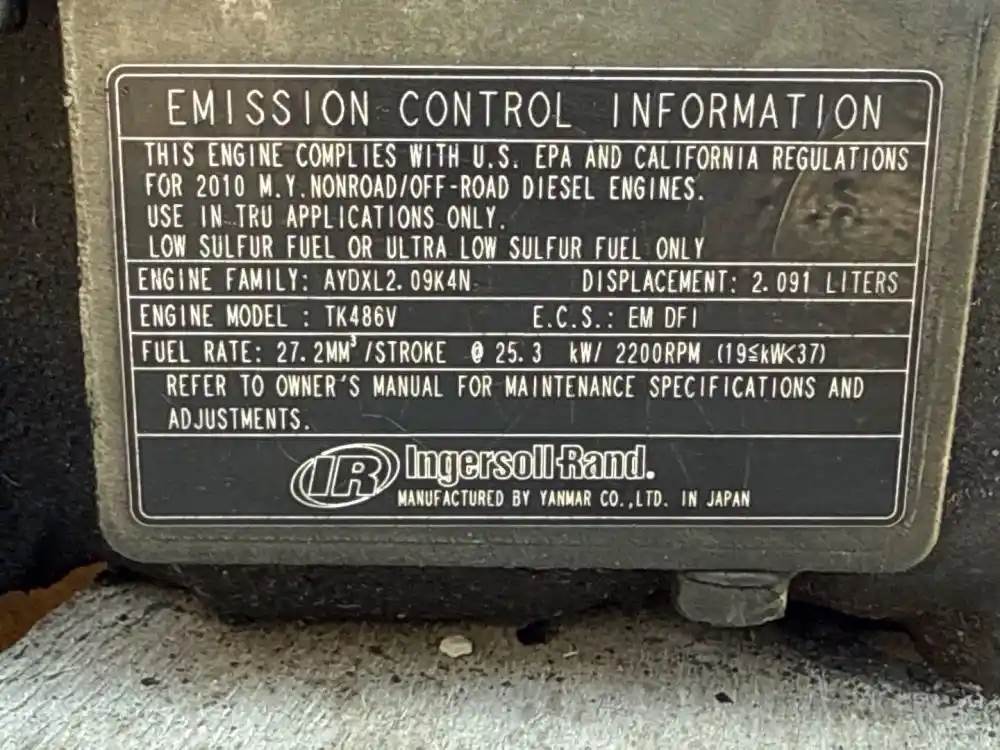 EMISSION CONTROL INFORMATION
THIS ENGINE COMPLIES WITH U.S. EPA AND CALIFORNIA REGULATIONS
FOR 2010 M.Y.NONROAD/OFF-ROAD DIESEL ENGINES.
USE IN TRU APPLICATIONS ONLY.
LOW SULFUR FUEL OR ULTRA LOW SULFUR FUEL ONLY
ENGINE FAMILY: AYDXL2.09K4N DISPLACEMENT: 2.091 LITERS
ENGINE MODEL : TK486V E.C.S.: EM DFI
FUEL RATE: 27.2MM³/STROKE @ 25.3 kW/ 2200RPM (19≦kW<37)
REFER TO OWNER'S MANUAL FOR MAINTENANCE SPECIFICATIONS AND
ADJUSTMENTS.
IR Ingersoll-Rand.
MANUFACTURED BY YANMAR CO.,LTD. IN JAPAN